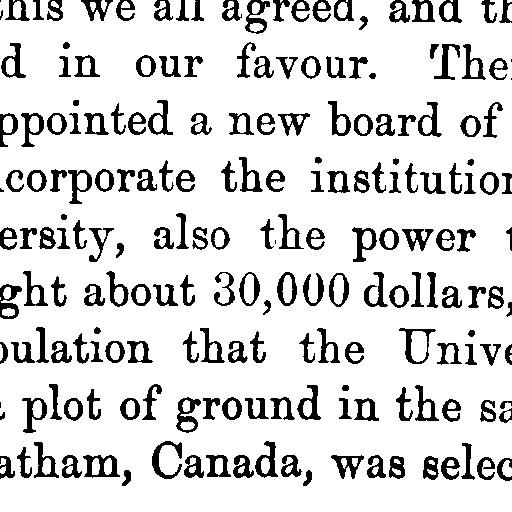 this we all agreed, and th
d in our favour. The
ppointed a new board of
corporate the institution
ersity, also the power t
ght about 30,000 dollars,
pulation that the Unive
plot of ground in the sa
atham, Canada, was selec